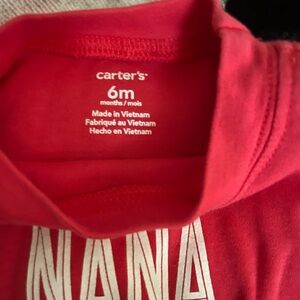 carter's
6m
months / mois
Made in Vietnam
Fabriqué au Vietnam
Hecho en Vietnam
NANA